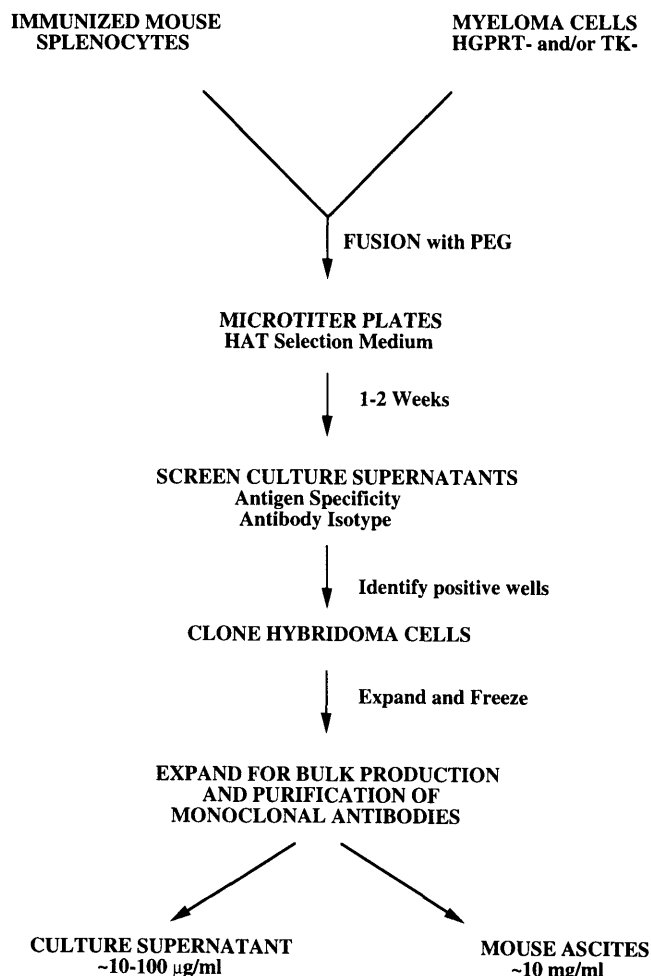 IMMUNIZED MOUSE
SPLENOCYTES
MYELOMA CELLS
HGPRT- and/or TK-
FUSION with PEG
MICROTITER PLATES
HAT Selection Medium
1-2 Weeks
SCREEN CULTURE SUPERNATANTS
Antigen Specificity
Antibody Isotype
Identify positive wells
CLONE HYBRIDOMA CELLS
Expand and Freeze
EXPAND FOR BULK PRODUCTION
AND PURIFICATION OF
MONOCLONAL ANTIBODIES
CULTURE SUPERNATANT
~10-100 µg/ml
MOUSE ASCITES
~10 mg/ml